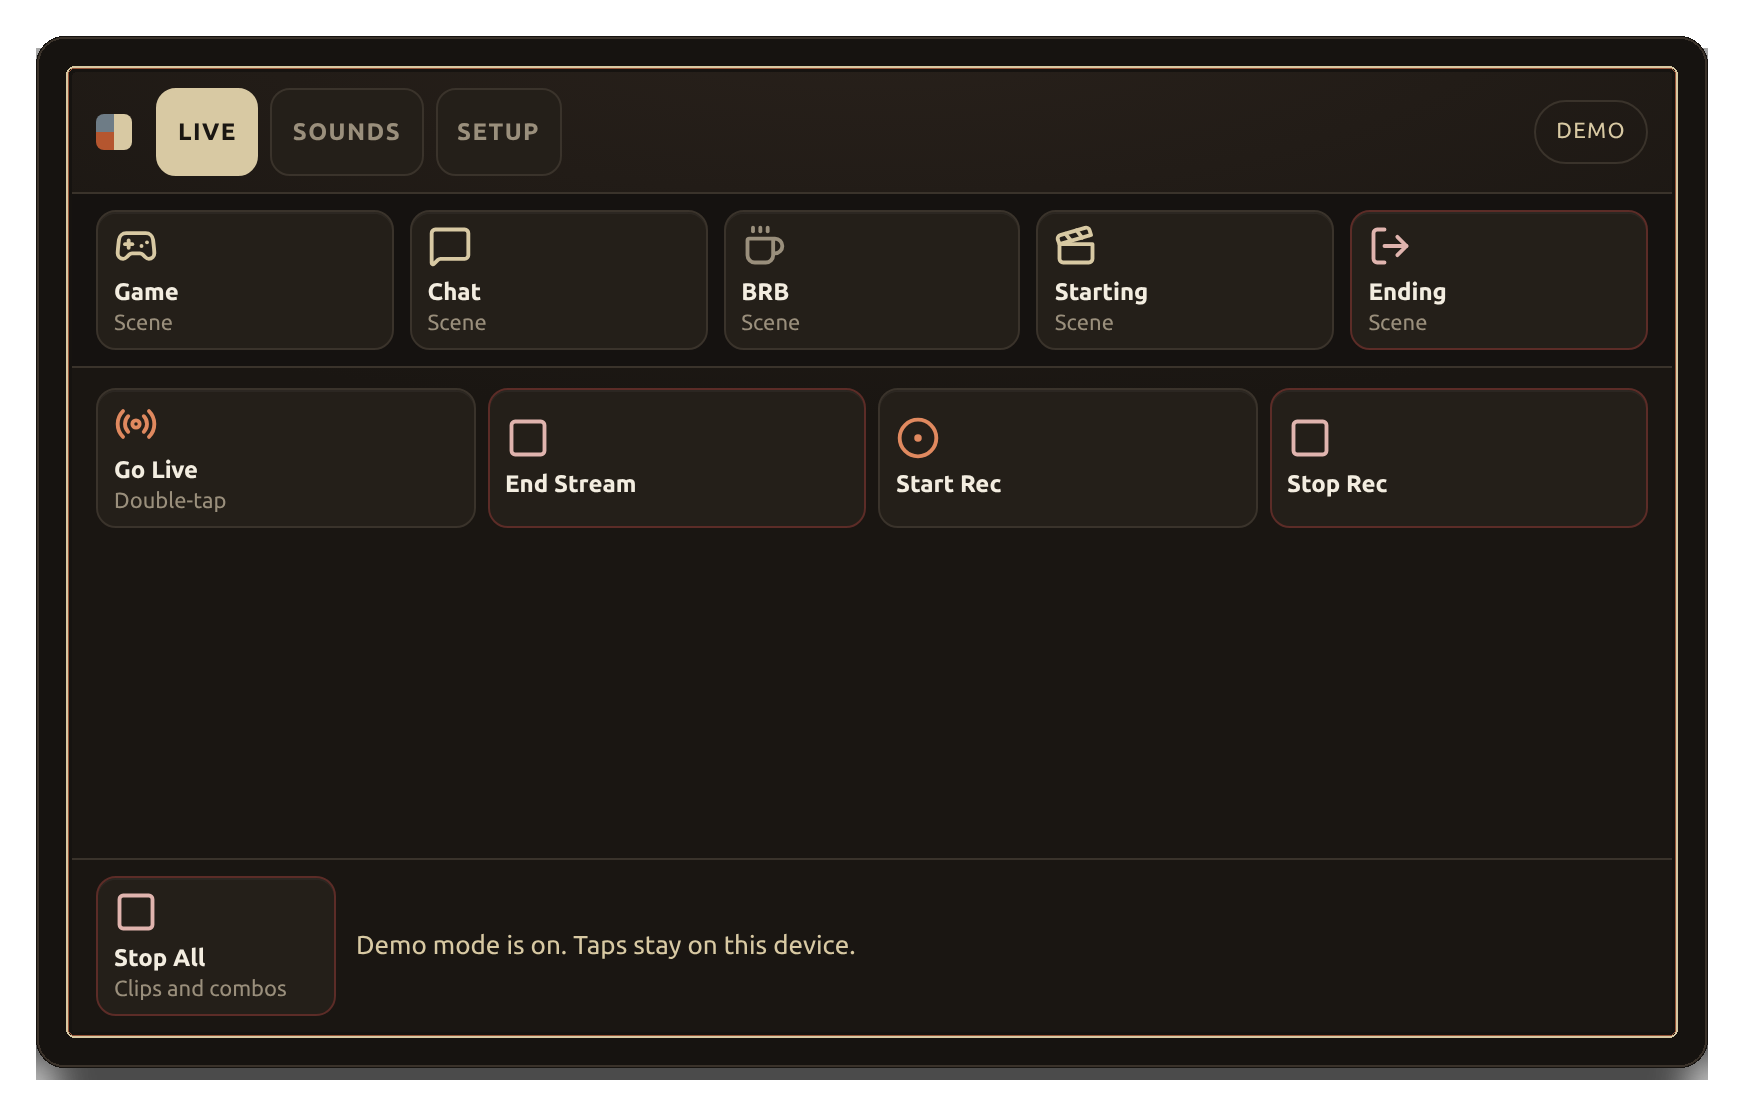 LIVE
SOUNDS
SETUP
DEMO
Game
Scene
Chat
Scene
BRB
Scene
Starting
Scene
Ending
Scene
Go Live
Double-tap
End Stream
Start Rec
Stop Rec
Stop All
Clips and combos
Demo mode is on. Taps stay on this device.